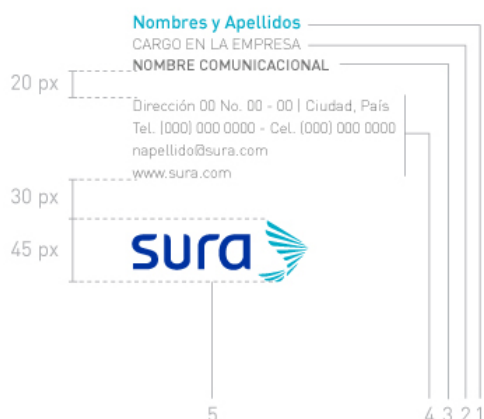 Nombres y Apellidos
CARGO EN LA EMPRESA
NOMBRE COMUNICACIONAL
20 px
Dirección 00 No. 00 - 00 | Ciudad, País
Tel. (000) 000 0000 - Cel. (000) 000 0000
napellido@sura.com
www.sura.com
30 px
45 px
sura
5 4 3 2 1